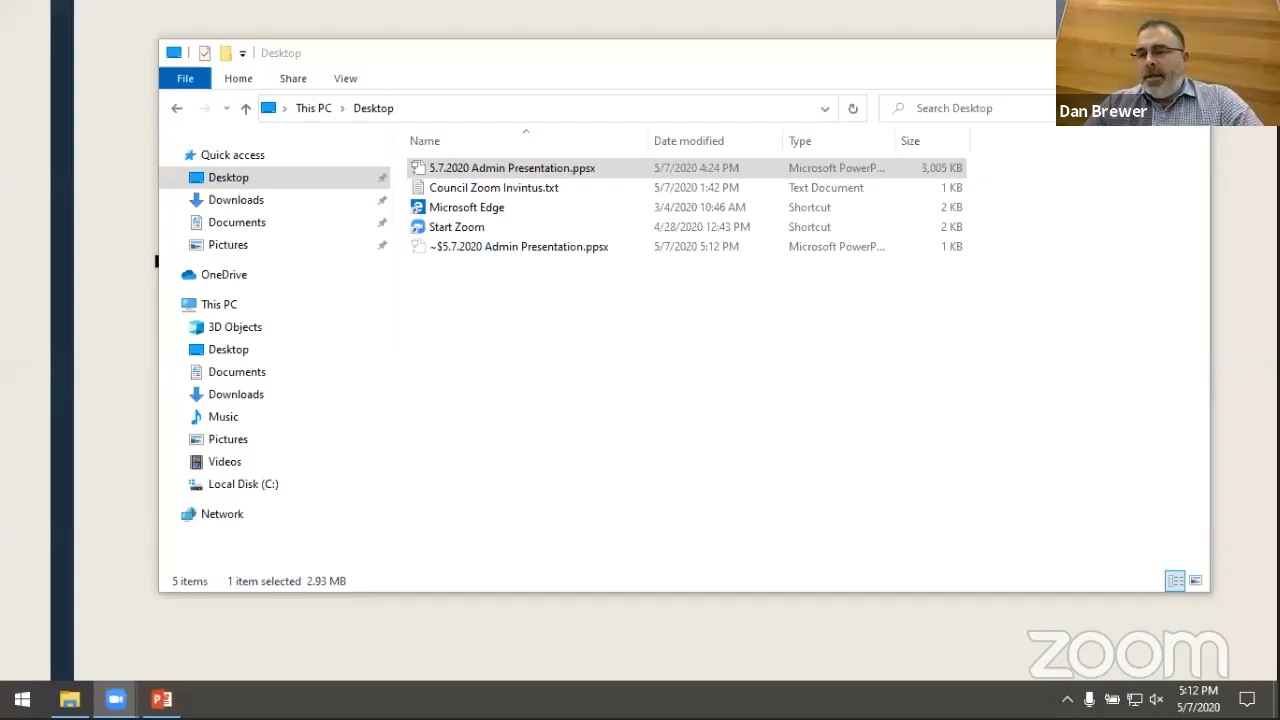 Desktop
File Home Share View
This PC Desktop Search Desktop
Dan Brewer
Name Date modified Type Size
Quick access
Desktop
Downloads
Documents
Pictures
OneDrive
This PC
3D Objects
Desktop
Documents
Downloads
Music
Pictures
Videos
Local Disk (C:)
Network
5.7.2020 Admin Presentation.ppsx 5/7/2020 4:24 PM Microsoft PowerP... 3,005 KB
Council Zoom Invintus.txt 5/7/2020 1:42 PM Text Document 1 KB
Microsoft Edge 3/4/2020 10:46 AM Shortcut 2 KB
Start Zoom 4/28/2020 12:43 PM Shortcut 2 KB
~$5.7.2020 Admin Presentation.ppsx 5/7/2020 5:12 PM Microsoft PowerP... 1 KB
5 items 1 item selected 2.93 MB
zoom
5:12 PM
5/7/2020